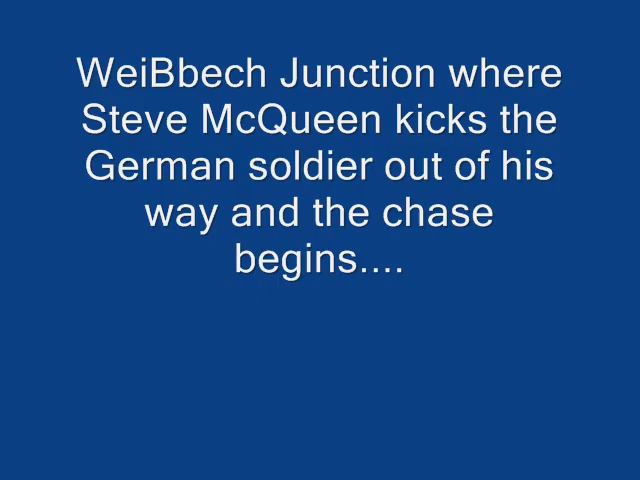 WeiBbech Junction where
Steve McQueen kicks the
German soldier out of his
way and the chase
begins....